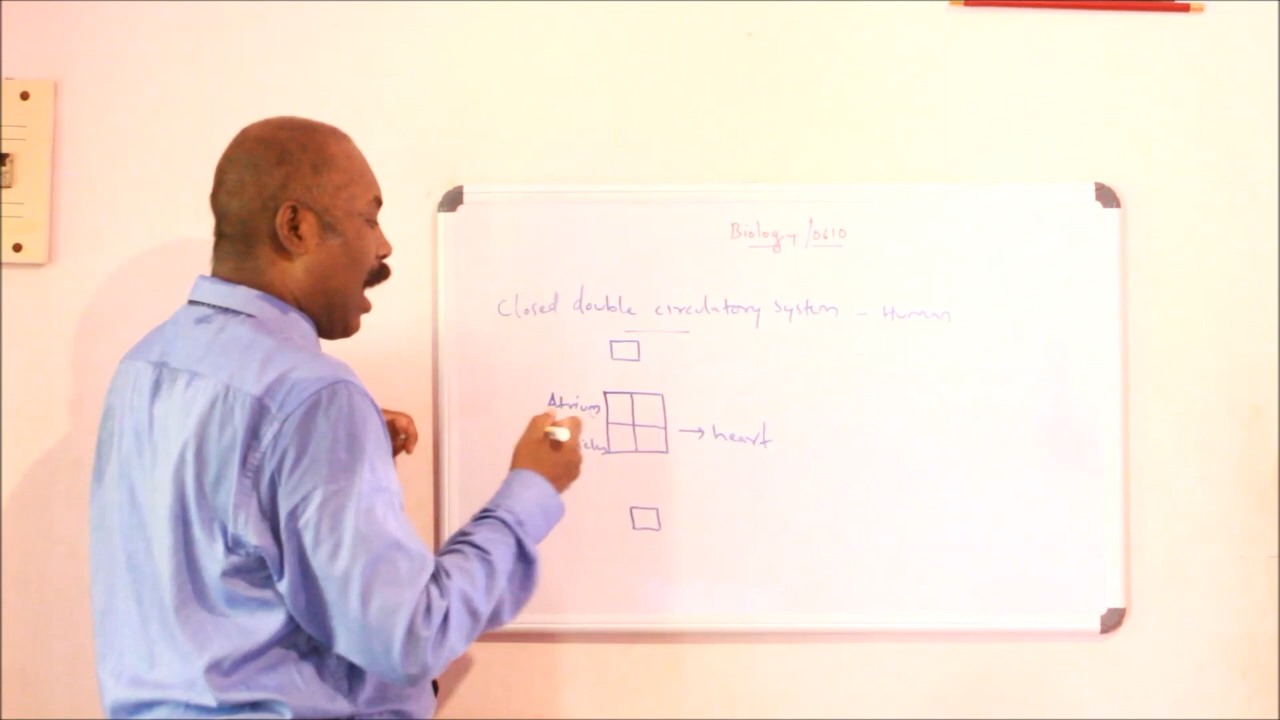 Biology /0610
Closed double circulatory system - Human
Atrium
→ heart